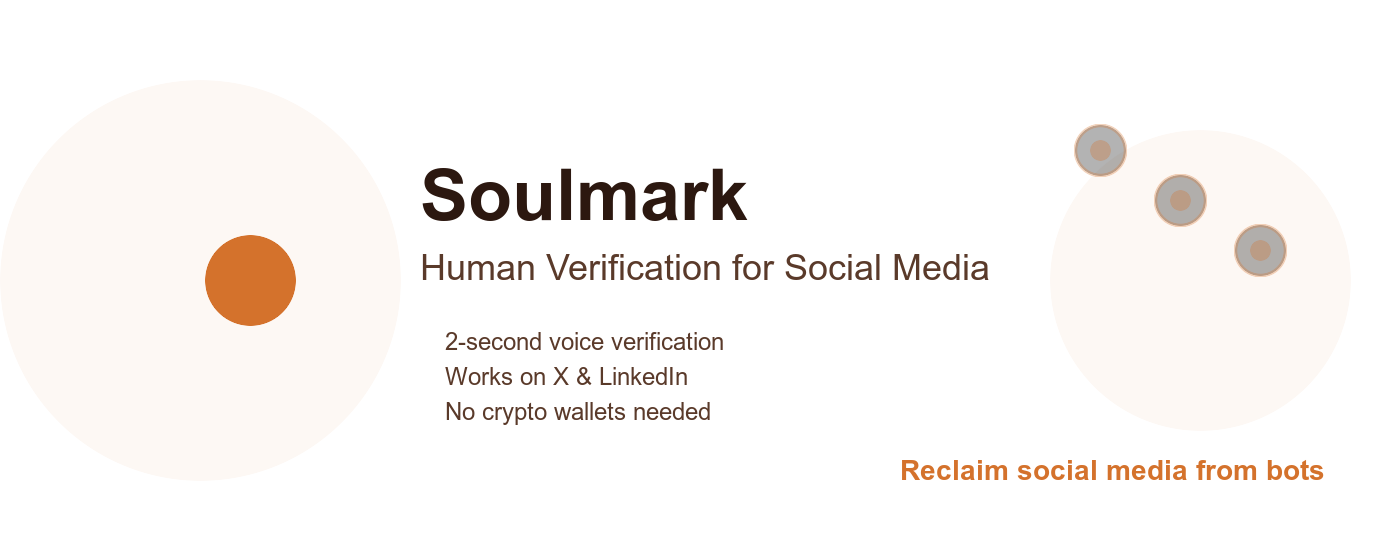 Soulmark
Human Verification for Social Media
2-second voice verification
Works on X & LinkedIn
No crypto wallets needed
Reclaim social media from bots